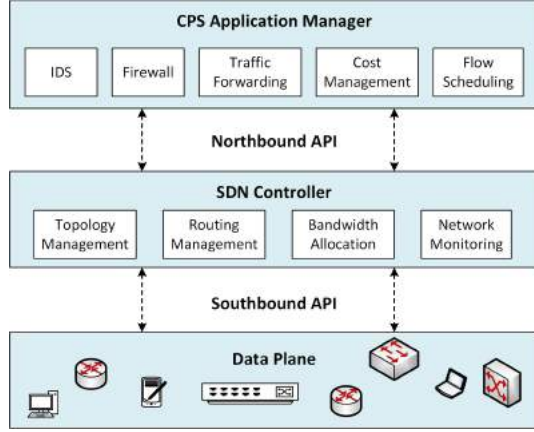 CPS Application Manager
IDS
Firewall
Traffic
Forwarding
Cost
Management
Flow
Scheduling
Northbound API
SDN Controller
Topology
Management
Routing
Management
Bandwidth
Allocation
Network
Monitoring
Southbound API
Data Plane